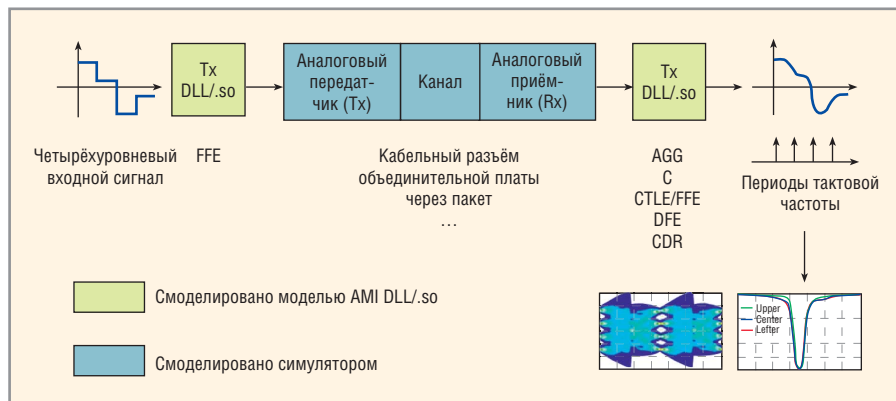 Tx
DLL/.so
Аналоговый
передат-
чик (Tx)
Канал
Аналоговый
приём-
ник (Rx)
Tx
DLL/.so
Четырёхуровневый
входной сигнал
FFE
Кабельный разъём
объединительной платы
через пакет
...
AGG
C
CTLE/FFE
DFE
CDR
Периоды тактовой
частоты
Смоделировано моделью AMI DLL/.so
Смоделировано симулятором
Upper
Center
Lefter